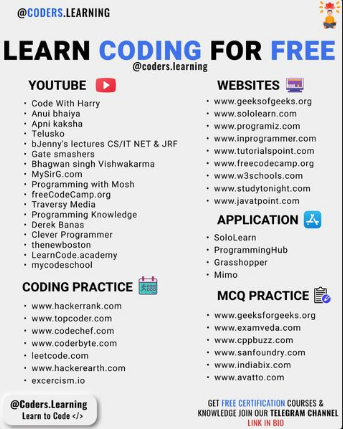 @CODERS.LEARNING
LEARN CODING FOR FREE
@coders.learning
YOUTUBE
• Code With Harry
• Anui bhaiya
• Apni kaksha
• Telusko
• bJenny's lectures CS/IT NET & JRF
• Gate smashers
• Bhagwan singh Vishwakarma
• MySirG.com
• Programming with Mosh
• freeCodeCamp.org
• Traversy Media
• Programming Knowledge
• Derek Banas
• Clever Programmer
• thenewboston
• LearnCode.academy
• mycodeschool
CODING PRACTICE
• www.hackerrank.com
• www.topcoder.com
• www.codechef.com
• www.coderbyte.com
• leetcode.com
• www.hackerearth.com
• excercism.io
@Coders.Learning
Learn to Code </>
WEBSITES
• www.geeksofgeeks.org
• www.sololearn.com
• www.programiz.com
• www.inprogrammer.com
• www.tutorialspoint.com
• www.freecodecamp.org
• www.w3schools.com
• www.studytonight.com
• www.javatpoint.com
APPLICATION
• SoloLearn
• ProgrammingHub
• Grasshopper
• Mimo
MCQ PRACTICE
• www.geeksforgeeks.org
• www.examveda.com
• www.cppbuzz.com
• www.sanfoundry.com
• www.indiabix.com
• www.avatto.com
GET FREE CERTIFICATION COURSES &
KNOWLEDGE JOIN OUR TELEGRAM CHANNEL
LINK IN BIO